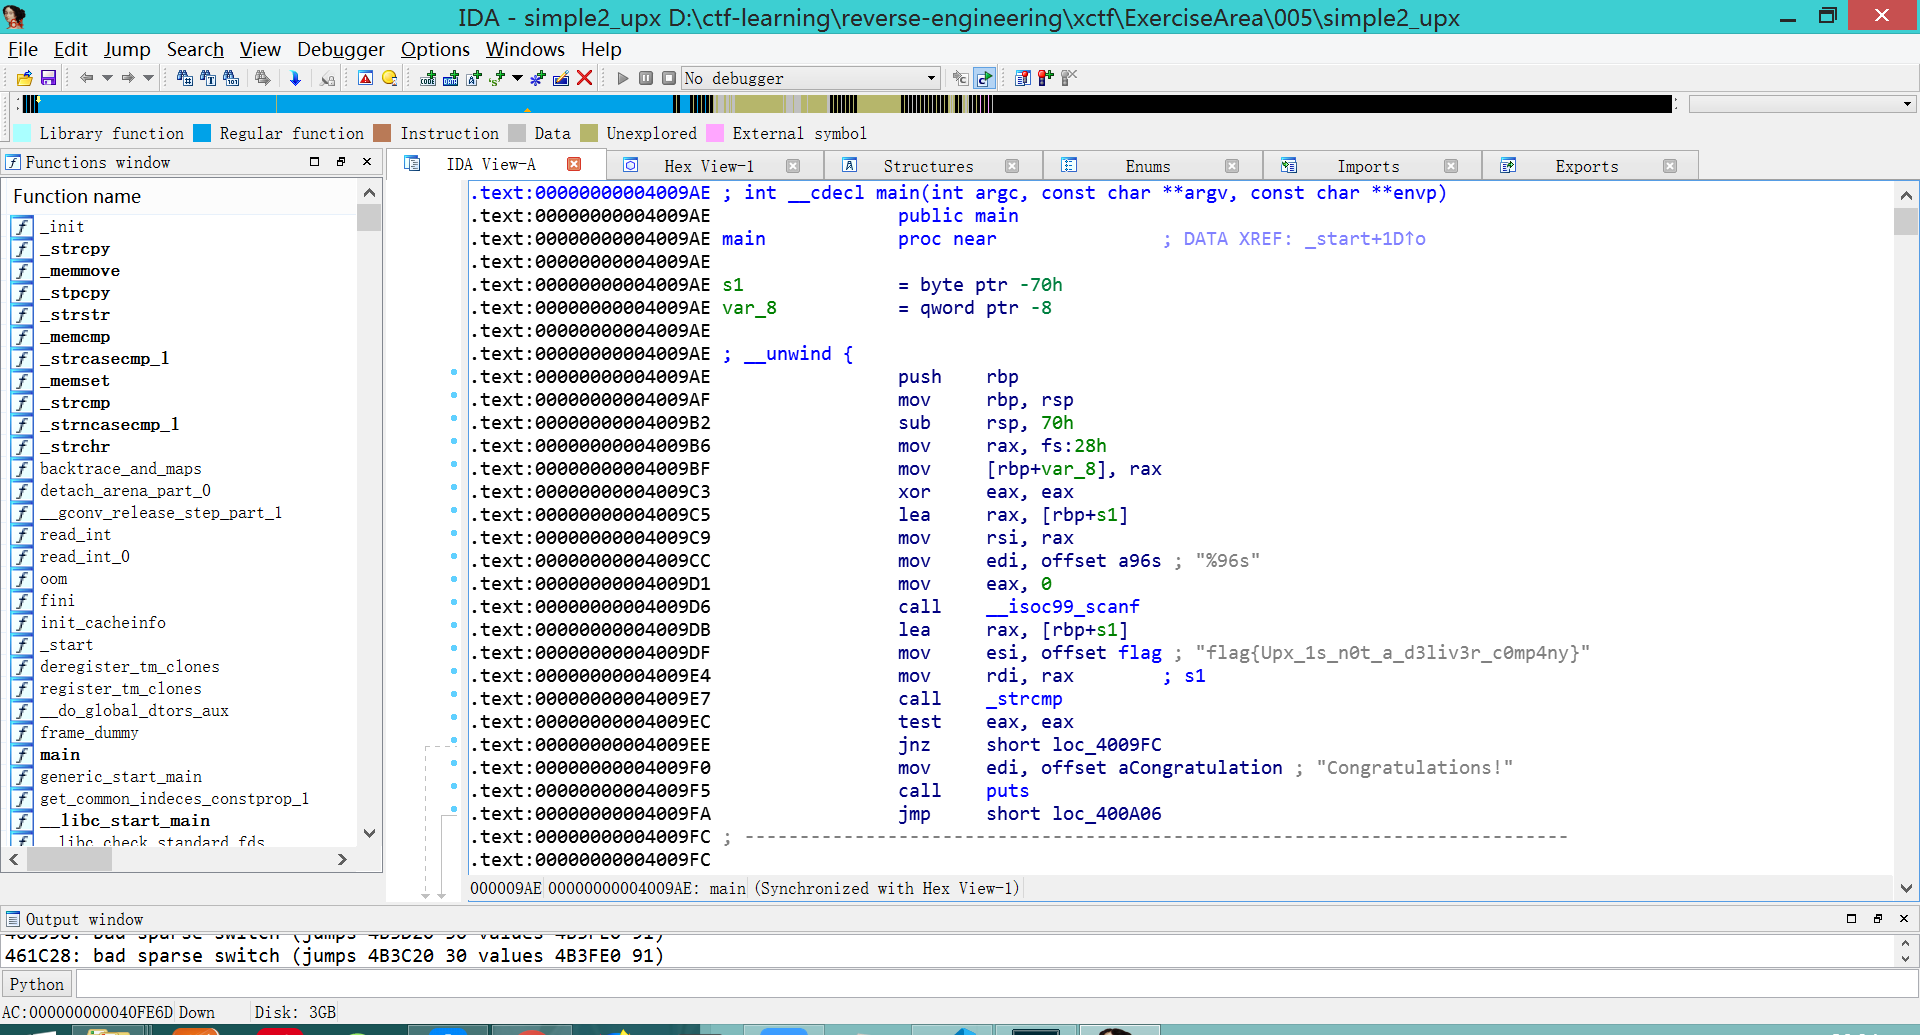 IDA - simple2_upx D:\ctf-learning\reverse-engineering\xctf\ExerciseArea\005\simple2_upx
File Edit Jump Search View Debugger Options Windows Help
No debugger
Library function Regular function Instruction Data Unexplored External symbol
Functions window
IDA View-A Hex View-1 Structures Enums Imports Exports
Function name
_init
_strcpy
_memmove
_stpcpy
_strstr
_memcmp
_strcasecmp_l
_memset
_strcmp
_strncasecmp_l
_strchr
backtrace_and_maps
detach_arena_part_0
__gconv_release_step_part_1
read_int
read_int_0
oom
fini
init_cacheinfo
_start
deregister_tm_clones
register_tm_clones
__do_global_dtors_aux
frame_dummy
main
generic_start_main
get_common_indeces_constprop_1
__libc_start_main
__libc_check_standard_fds
.text:00000000004009AE ; int __cdecl main(int argc, const char **argv, const char **envp)
.text:00000000004009AE public main
.text:00000000004009AE main proc near ; DATA XREF: _start+1D↑o
.text:00000000004009AE
.text:00000000004009AE s1 = byte ptr -70h
.text:00000000004009AE var_8 = qword ptr -8
.text:00000000004009AE
.text:00000000004009AE ; __unwind {
.text:00000000004009AE push rbp
.text:00000000004009AF mov rbp, rsp
.text:00000000004009B2 sub rsp, 70h
.text:00000000004009B6 mov rax, fs:28h
.text:00000000004009BF mov [rbp+var_8], rax
.text:00000000004009C3 xor eax, eax
.text:00000000004009C5 lea rax, [rbp+s1]
.text:00000000004009C9 mov rsi, rax
.text:00000000004009CC mov edi, offset a96s ; "%96s"
.text:00000000004009D1 mov eax, 0
.text:00000000004009D6 call __isoc99_scanf
.text:00000000004009DB lea rax, [rbp+s1]
.text:00000000004009DF mov esi, offset flag ; "flag{Upx_1s_n0t_a_d3liv3r_c0mp4ny}"
.text:00000000004009E4 mov rdi, rax ; s1
.text:00000000004009E7 call _strcmp
.text:00000000004009EC test eax, eax
.text:00000000004009EE jnz short loc_4009FC
.text:00000000004009F0 mov edi, offset aCongratulation ; "Congratulations!"
.text:00000000004009F5 call puts
.text:00000000004009FA jmp short loc_400A06
.text:00000000004009FC ; ---------------------------------------------------------------------------
.text:00000000004009FC
000009AE 00000000004009AE: main (Synchronized with Hex View-1)
Output window
461C28: bad sparse switch (jumps 4B3C20 30 values 4B3FE0 91)
Python
AC:000000000040FE6D Down Disk: 3GB